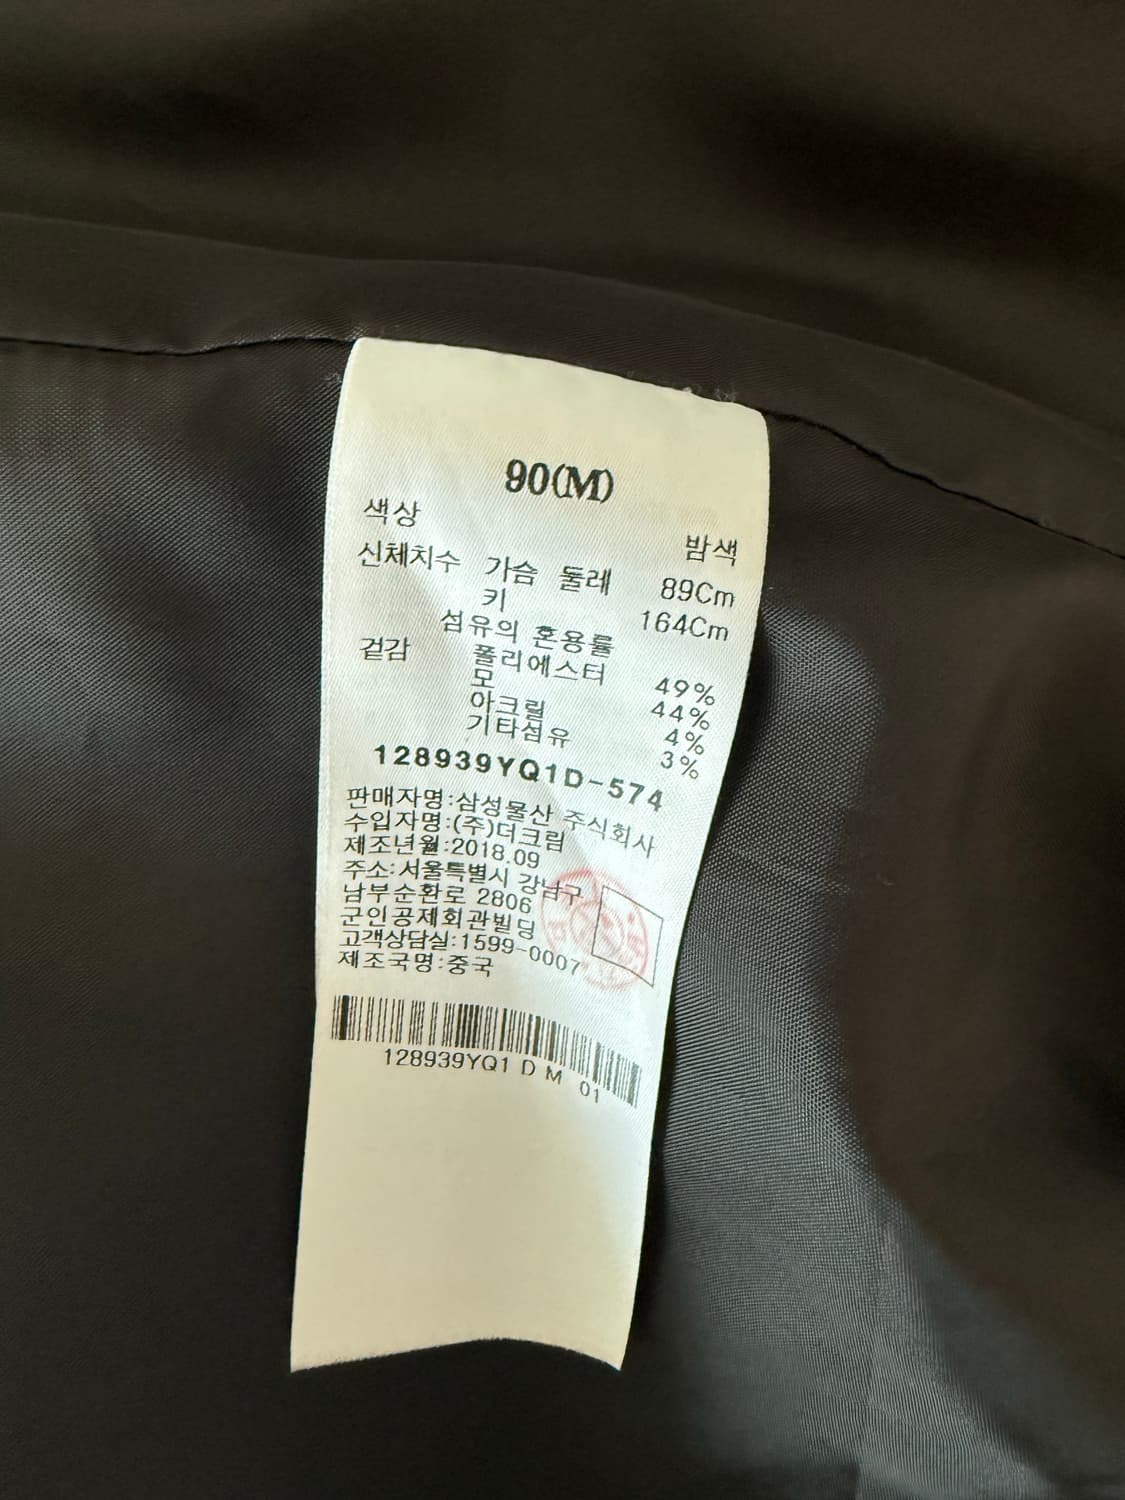 90(M)
색상 밤색
신체치수 가슴 둘레 89Cm
키 164Cm
섬유의 혼용률
겉감 폴리에스터 49%
모 44%
아크릴 4%
기타섬유 3%
128939YQ1D-574
판매자명:삼성물산 주식회사
수입자명:(주)더크림
제조년월:2018.09
주소:서울특별시 강남구
남부순환로 2806
군인공제회관빌딩
고객상담실:1599-0007
제조국명:중국
128939YQ1 D M 01